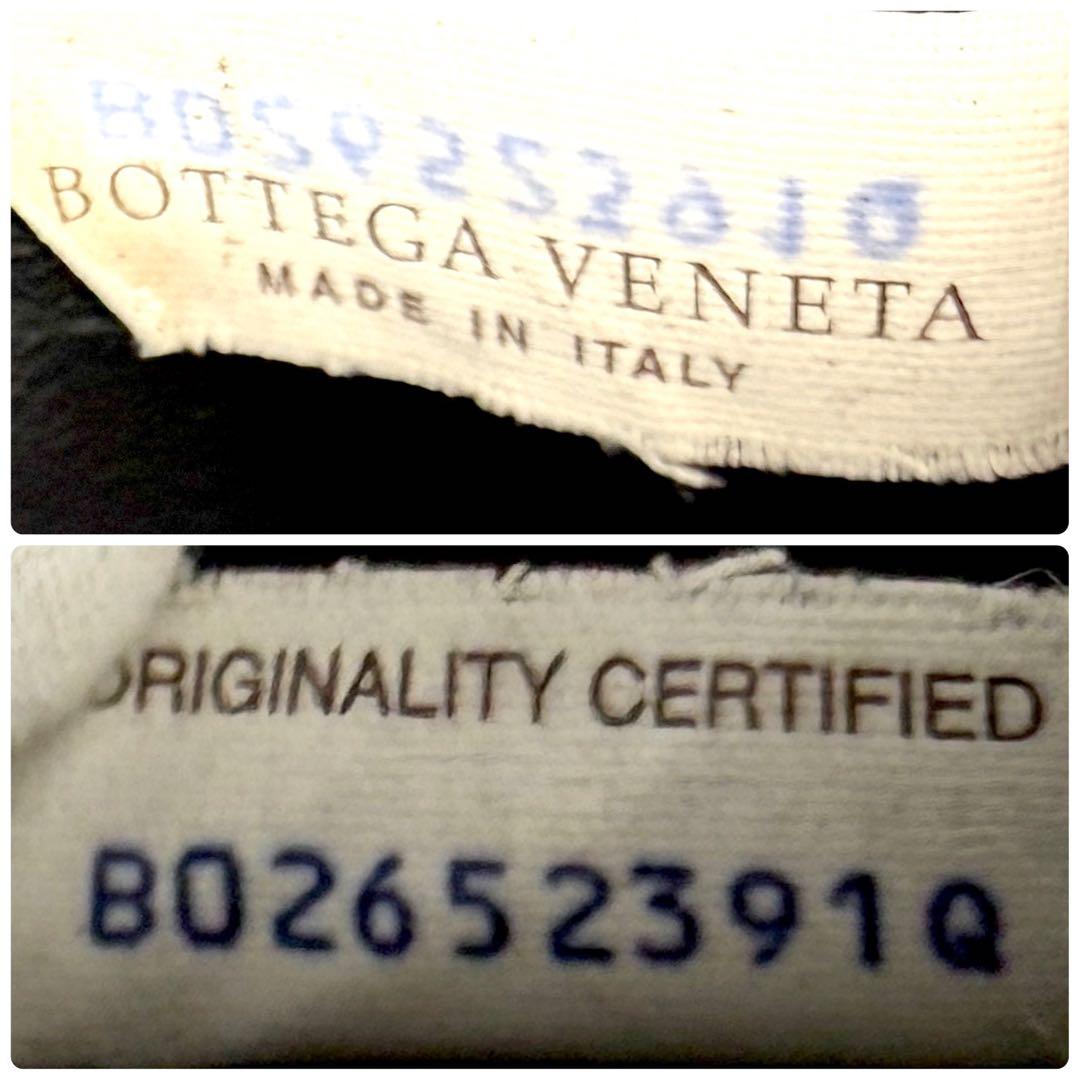 BOTTEGA VENETA
MADE IN ITALY
ORIGINALITY CERTIFIED
B02652391Q